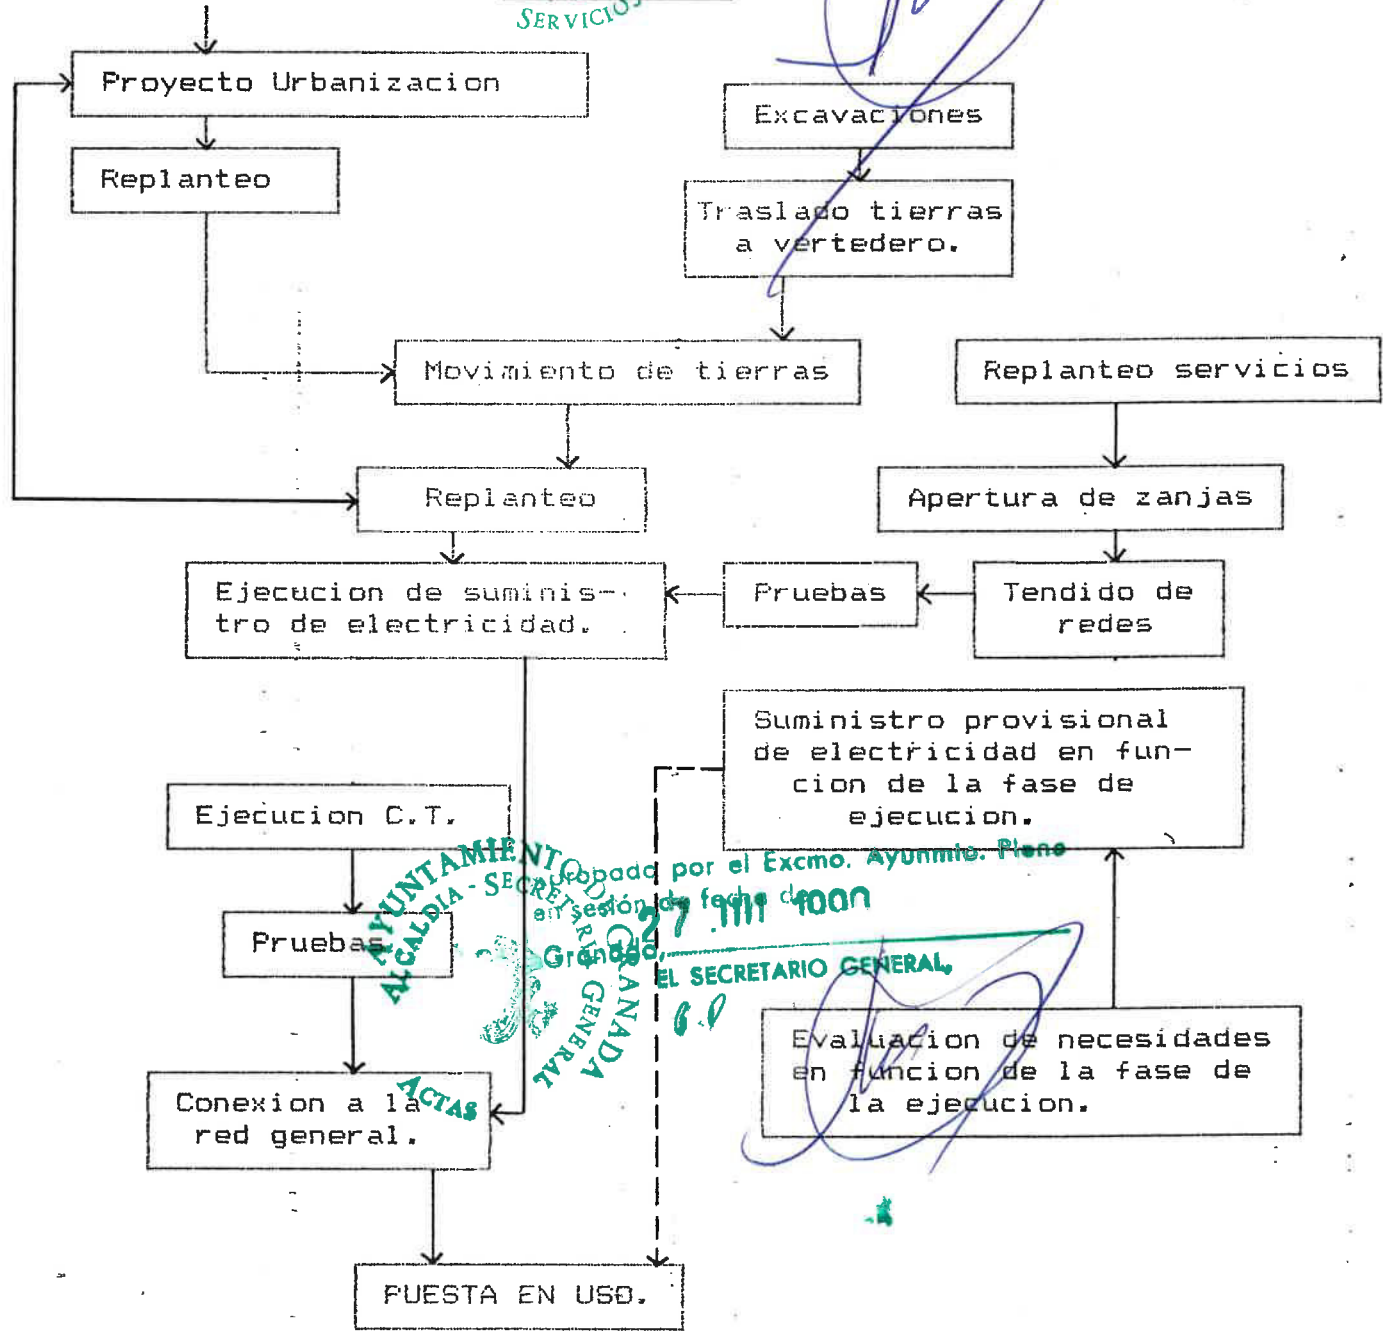 SERVICIOS
Proyecto Urbanizacion
Excavaciones
Replanteo
Traslado tierras
a vertedero.
Movimiento de tierras
Replanteo servicios
Replanteo
Apertura de zanjas
Ejecucion de suminis-
tro de electricidad.
Pruebas
Tendido de
redes
Suministro provisional
de electricidad en fun-
cion de la fase de
ejecucion.
Ejecucion C.T.
AYUNTAMIENTO DE GRANADA
ALCALDIA - SECRETARIA GENERAL
ACTAS
Aprobado por el Excmo. Ayunmto. Pleno
en sesión de fecha de
27
Granada,
EL SECRETARIO GENERAL,
P.D
Pruebas
Evaluacion de necesidades
en funcion de la fase de
la ejecucion.
Conexion a la
red general.
PUESTA EN USO.